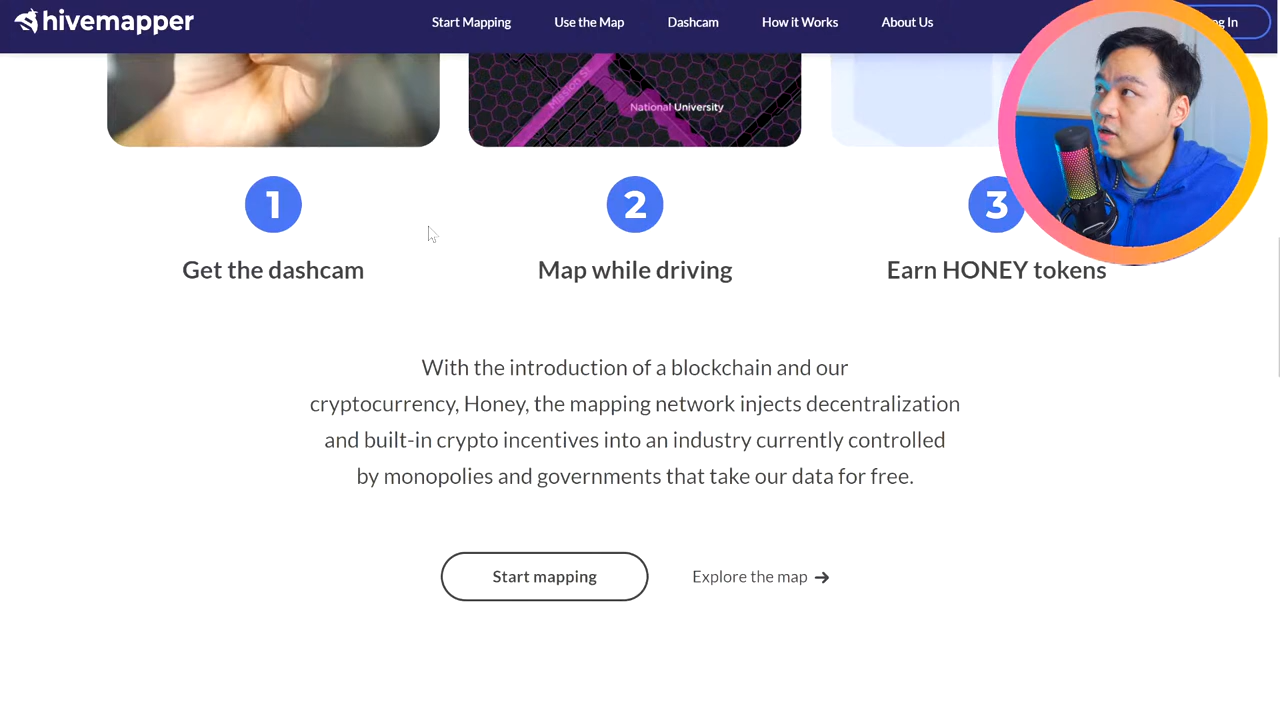 hivemapper
Start Mapping
Use the Map
Dashcam
How it Works
About Us
In
National University
1
2
3
Get the dashcam
Map while driving
Earn HONEY tokens
With the introduction of a blockchain and our
cryptocurrency, Honey, the mapping network injects decentralization
and built-in crypto incentives into an industry currently controlled
by monopolies and governments that take our data for free.
Start mapping
Explore the map